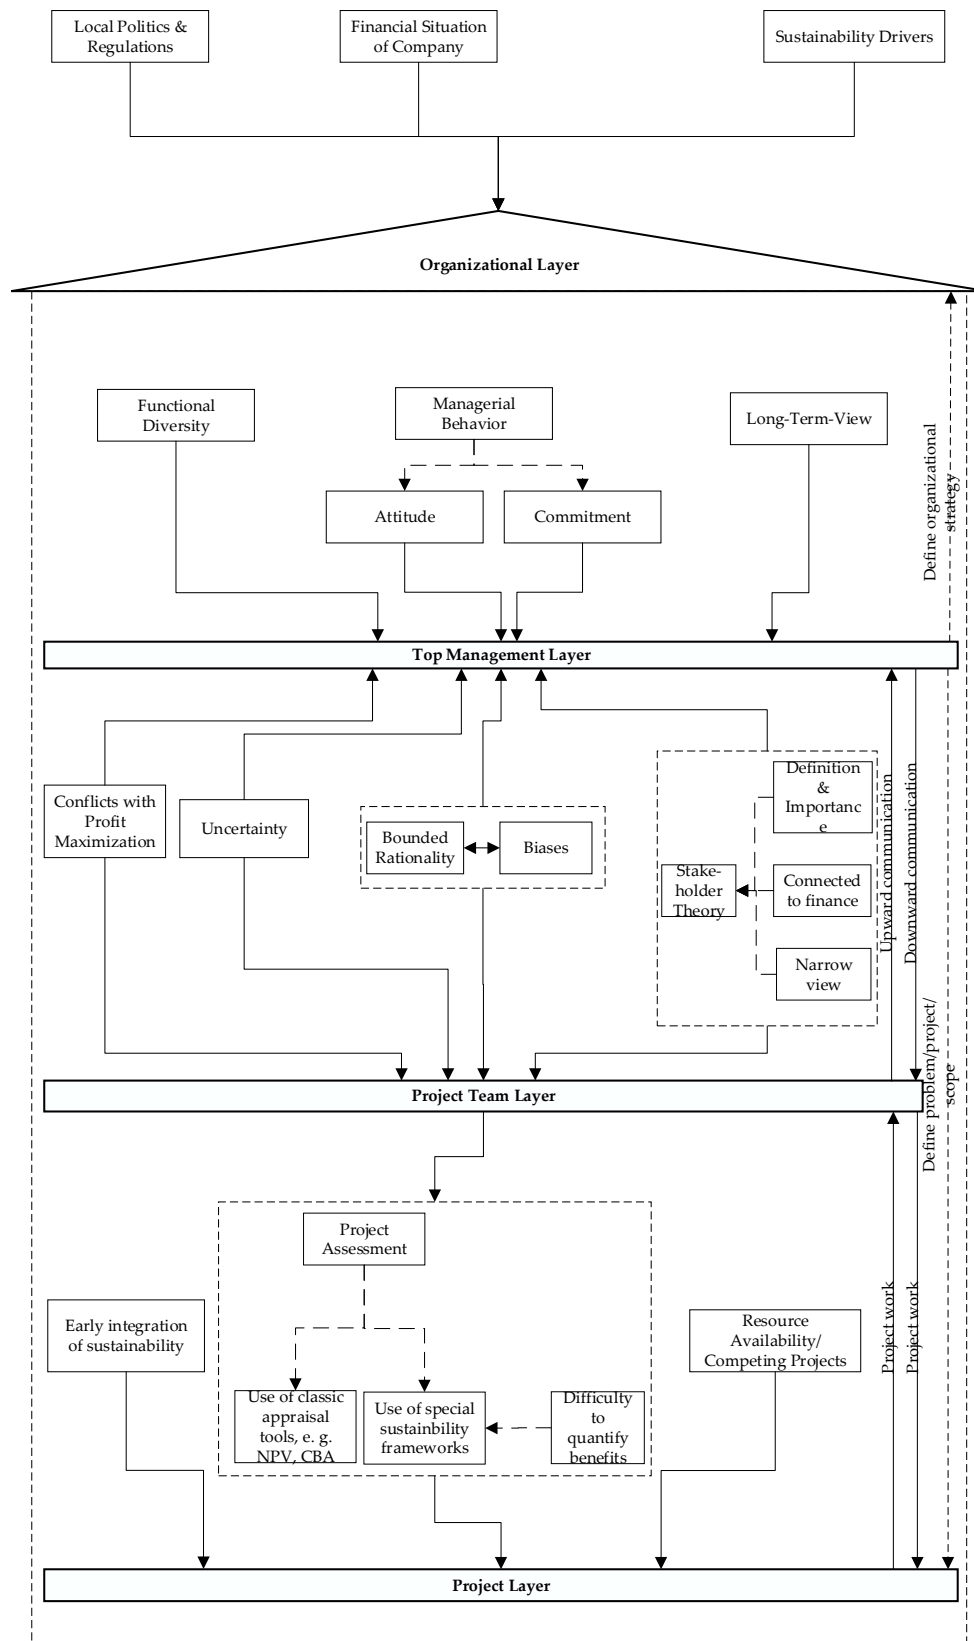 Local Politics &
Regulations
Financial Situation
of Company
Sustainability Drivers
Organizational Layer
Functional
Diversity
Managerial
Behavior
Long-Term-View
Attitude
Commitment
Define organizational
strategy
Top Management Layer
Conflicts with
Profit
Maximization
Uncertainty
Bounded
Rationality
Biases
Stake-
holder
Theory
Definition
&
Importanc
e
Connected
to finance
Narrow
view
Upward communication
Downward communication
Define problem/project/
scope
Project Team Layer
Project
Assessment
Early integration
of sustainability
Use of classic
appraisal
tools, e. g.
NPV, CBA
Use of special
sustainbility
frameworks
Difficulty
to
quantify
benefits
Resource
Availability/
Competing Projects
Project work
Project work
Project Layer